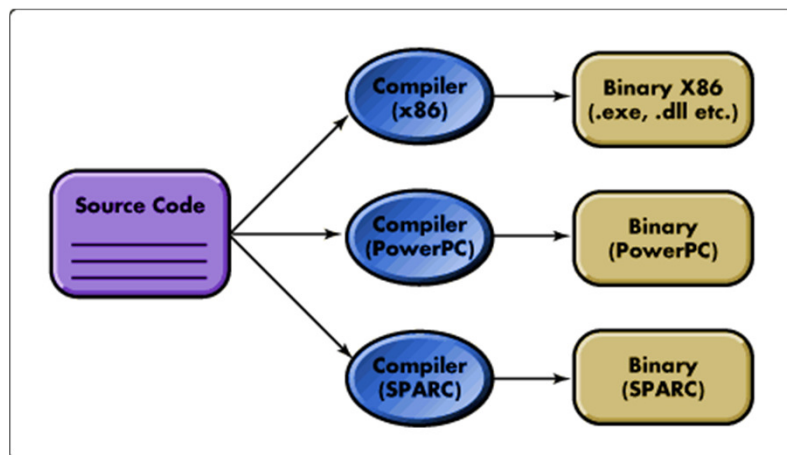 Source Code
Compiler
(x86)
Binary X86
(.exe, .dll etc.)
Compiler
(PowerPC)
Binary
(PowerPC)
Compiler
(SPARC)
Binary
(SPARC)